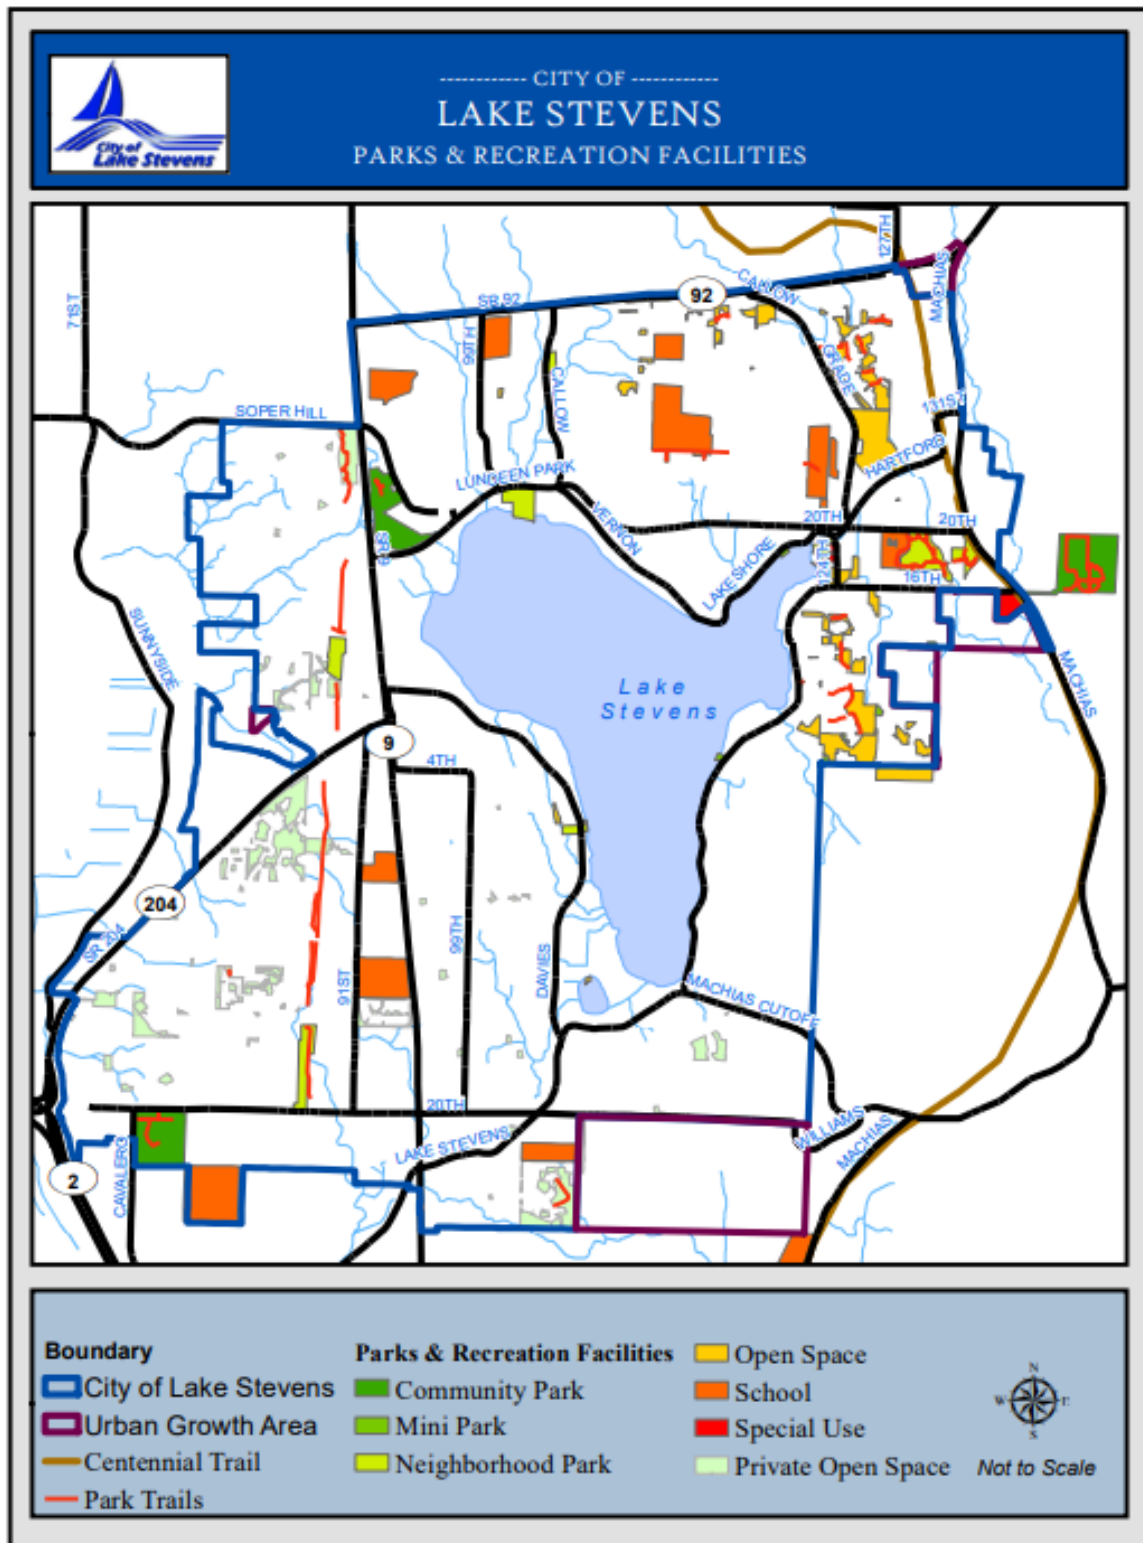 City of
Lake Stevens
------------ CITY OF ------------
LAKE STEVENS
PARKS & RECREATION FACILITIES
127TH
MACHIAS
CALLOW
92
SR 92
71ST
99TH
CALLOW
GRADE
131ST
SOPER HILL
HARTFORD
LUNDEEN PARK
VERNON
20TH
20TH
SR 9
LAKE SHORE
124TH
16TH
SUNNYSIDE
Lake
Stevens
MACHIAS
9
4TH
204
SR 204
99TH
DAVIES
91ST
MACHIAS CUTOFF
20TH
WILLIAMS
MACHIAS
LAKE STEVENS
CAVALERO
2
Boundary
City of Lake Stevens
Urban Growth Area
Centennial Trail
Park Trails
Parks & Recreation Facilities
Community Park
Mini Park
Neighborhood Park
Open Space
School
Special Use
Private Open Space
N
W
E
S
Not to Scale